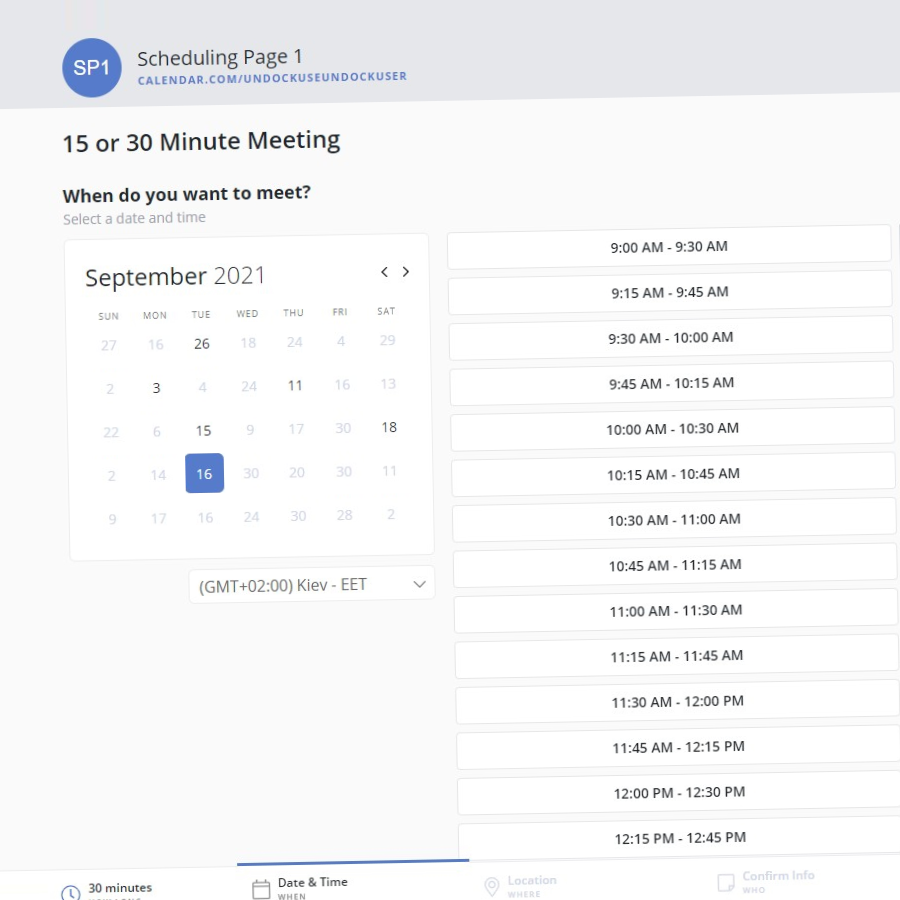 SP1
Scheduling Page 1
CALENDAR.COM/UNDOCKUSEUNDOCKUSER
15 or 30 Minute Meeting
When do you want to meet?
Select a date and time
September 2021
SUN MON TUE WED THU FRI SAT
27 16 26 18 24 4 29
2 3 4 24 11 16 13
22 6 15 9 17 30 18
2 14 16 30 20 30 11
9 17 16 24 30 28 2
(GMT+02:00) Kiev - EET
9:00 AM - 9:30 AM
9:15 AM - 9:45 AM
9:30 AM - 10:00 AM
9:45 AM - 10:15 AM
10:00 AM - 10:30 AM
10:15 AM - 10:45 AM
10:30 AM - 11:00 AM
10:45 AM - 11:15 AM
11:00 AM - 11:30 AM
11:15 AM - 11:45 AM
11:30 AM - 12:00 PM
11:45 AM - 12:15 PM
12:00 PM - 12:30 PM
12:15 PM - 12:45 PM
30 minutes
Date & Time
WHEN
Location
WHERE
Confirm Info
WHO